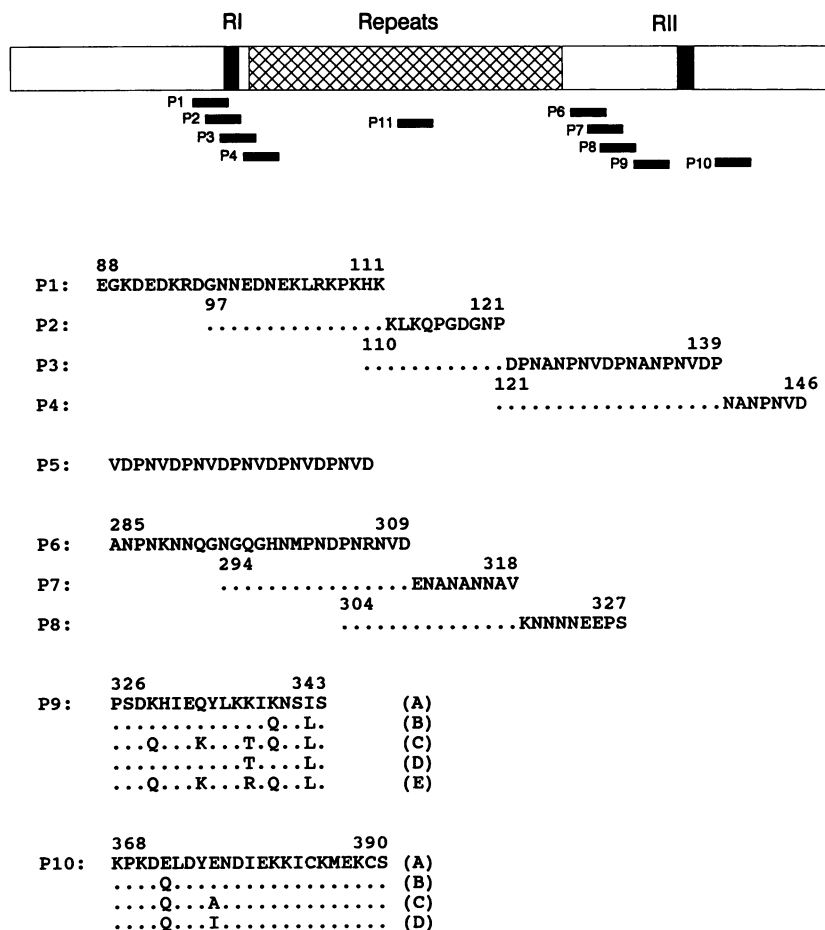 RI Repeats RII
P1
P2
P3
P4
P11
P6
P7
P8
P9
P10
88 111
P1: EGKDEDKRDGNNEDNEKLRKPKHK
97 121
P2: ...............KLKQPGDGNP
110 139
P3: ............DPNANPNVDPNANPNVDP
121 146
P4: ...................NANPNVD
P5: VDPNVDPNVDPNVDPNVDPNVD
285 309
P6: ANPNKNNQGNGQGHNMPNDPNRNVD
294 318
P7: ................ENANANNAV
304 327
P8: ...............KNNNNEEPS
326 343
P9: PSDKHIEQYLKKIKNSIS (A)
.............Q..L. (B)
...Q...K...T.Q..L. (C)
...........T....L. (D)
...Q...K...R.Q..L. (E)
368 390
P10: KPKDELDYENDIEKKICKMEKCS (A)
....Q.................. (B)
....Q...A.............. (C)
....Q...I.............. (D)